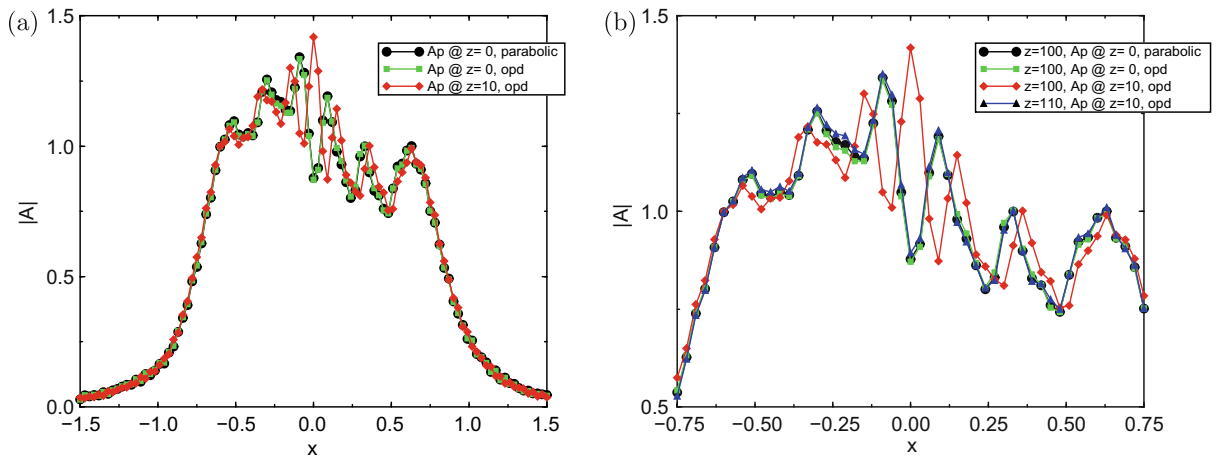 (a)
1.5
1.0
0.5
0.0
|A|
−1.5 −1.0 −0.5 0.0 0.5 1.0 1.5
x
Ap @ z= 0, parabolic
Ap @ z= 0, opd
Ap @ z=10, opd
(b)
1.5
1.0
0.5
|A|
−0.75 −0.50 −0.25 0.00 0.25 0.50 0.75
x
z=100, Ap @ z= 0, parabolic
z=100, Ap @ z= 0, opd
z=100, Ap @ z=10, opd
z=110, Ap @ z=10, opd